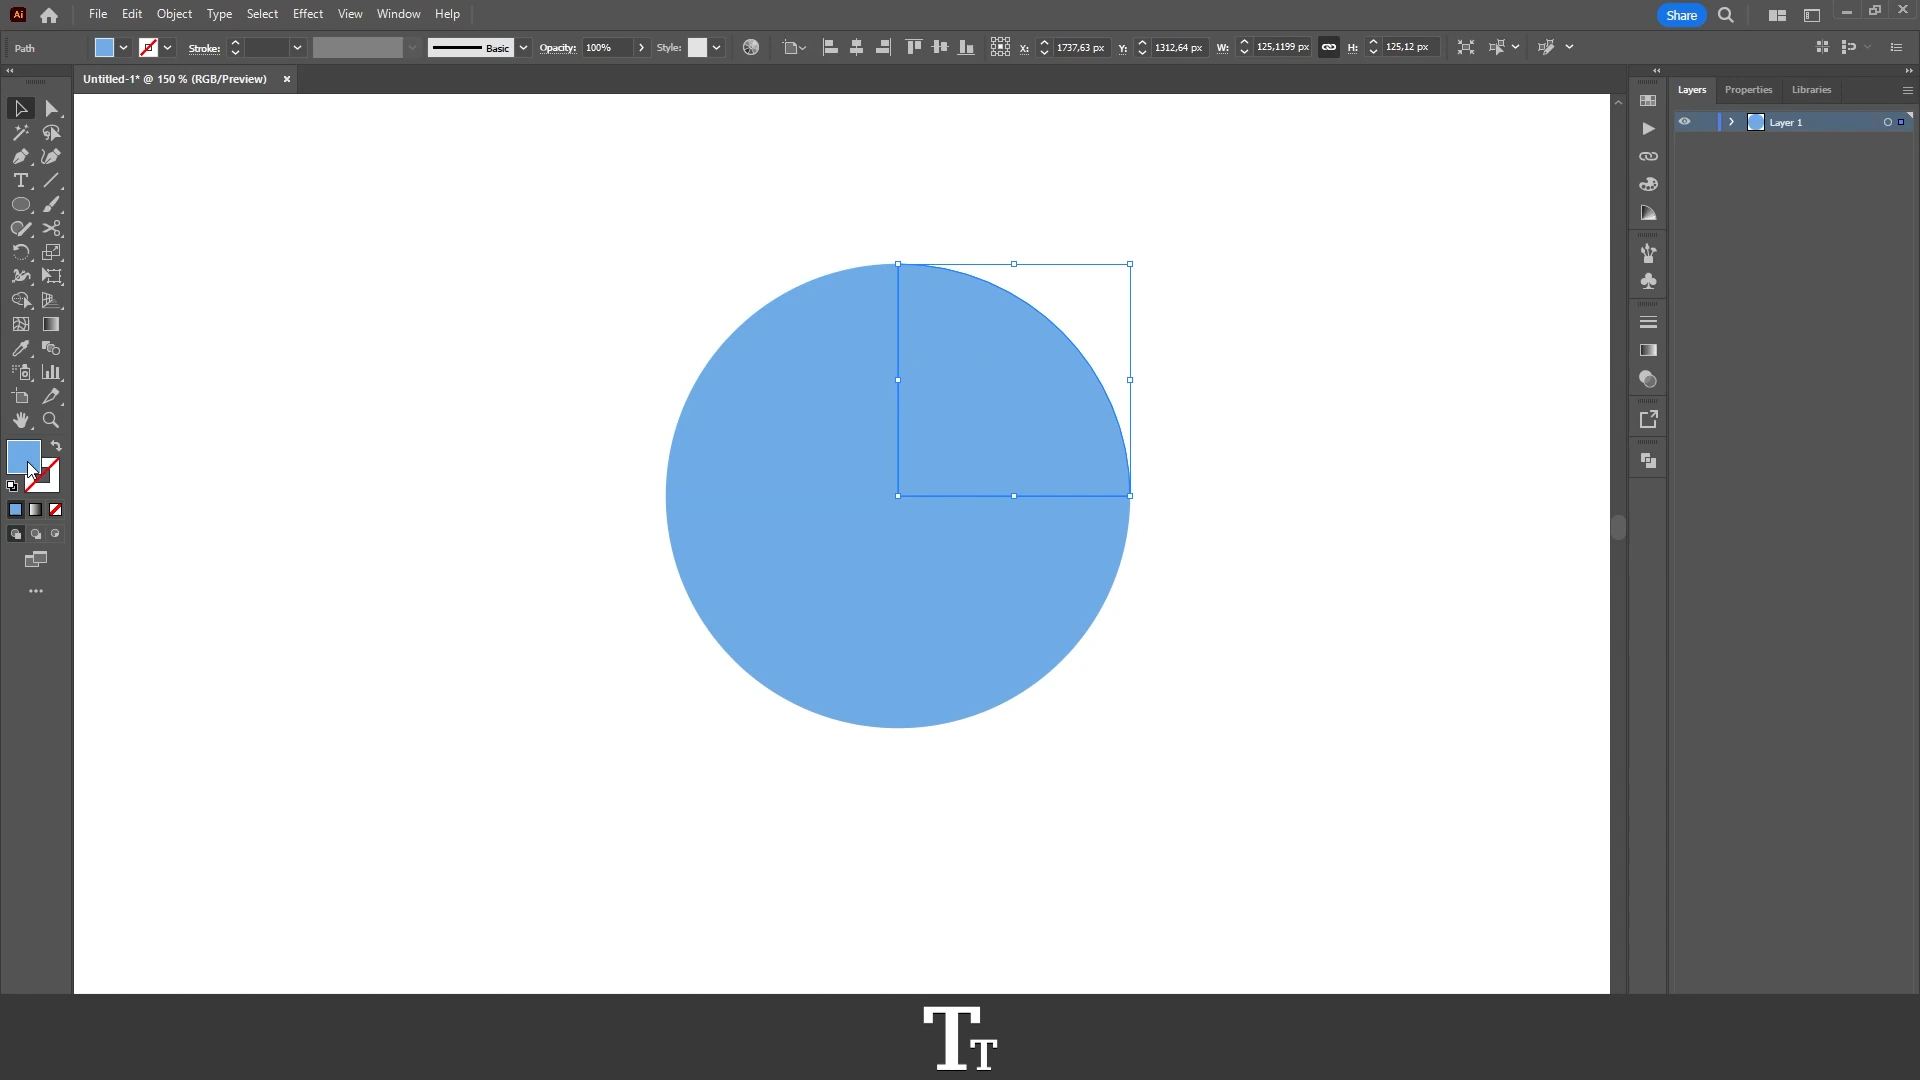 Ai File Edit Object Type Select Effect View Window Help Share
Path Stroke: Basic Opacity: 100% Style: X: 1737,63 px Y: 1312,64 px W: 125,1199 px H: 125,12 px
Untitled-1* @ 150 % (RGB/Preview) ×
Layers Properties Libraries
Layer 1
TT